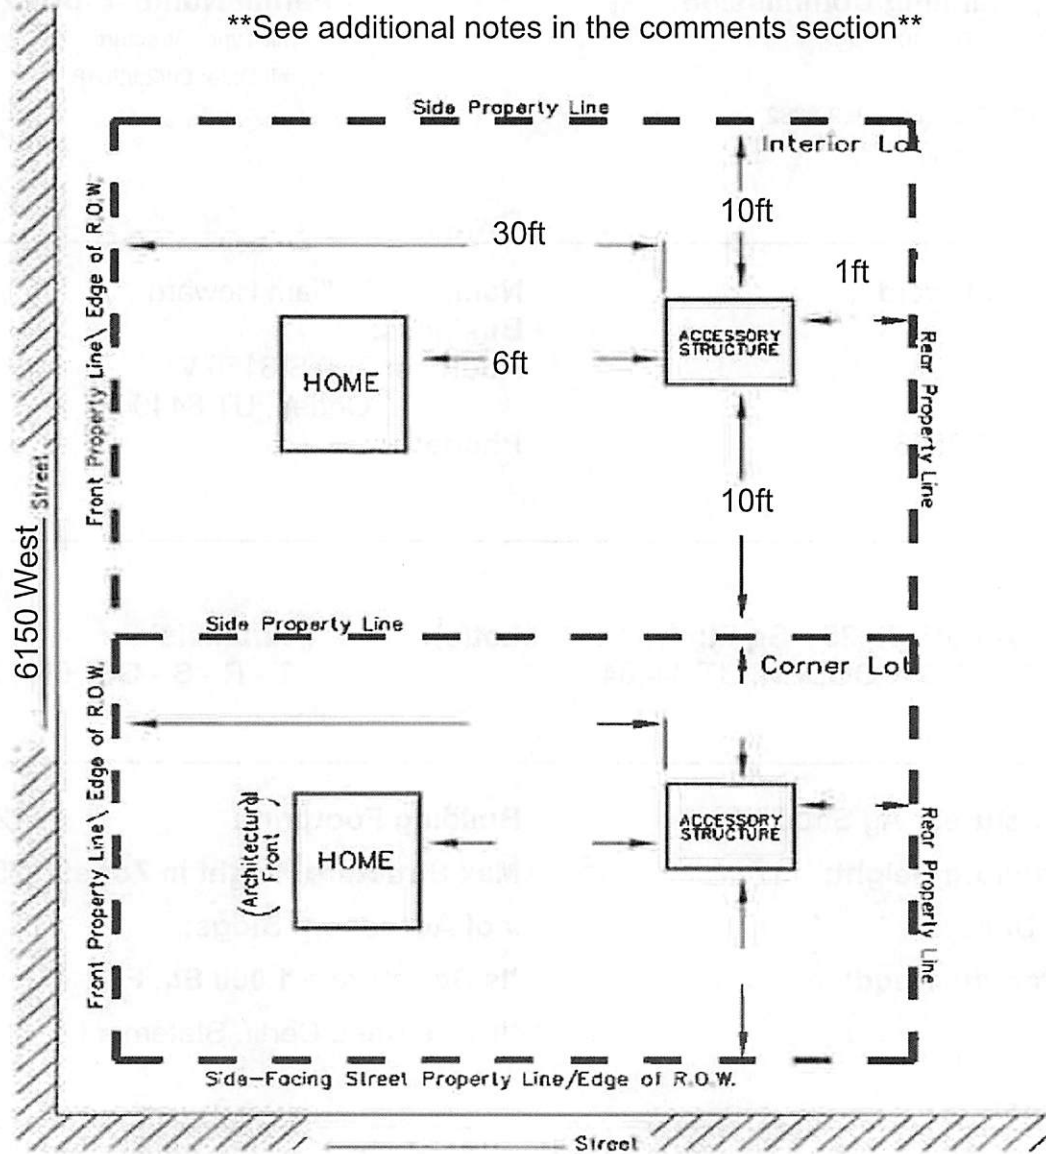 **See additional notes in the comments section**
Side Property Line
Interior Lot
10ft
30ft
1ft
Front Property Line\ Edge of R.O.W.
ACCESSORY
STRUCTURE
6ft
HOME
Rear Property Line
10ft
6150 West Street
Side Property Line
Corner Lot
Front Property Line\ Edge of R.O.W.
ACCESSORY
STRUCTURE
(Architectural
Front)
HOME
Rear Property Line
Side-Facing Street Property Line/Edge of R.O.W.
Street